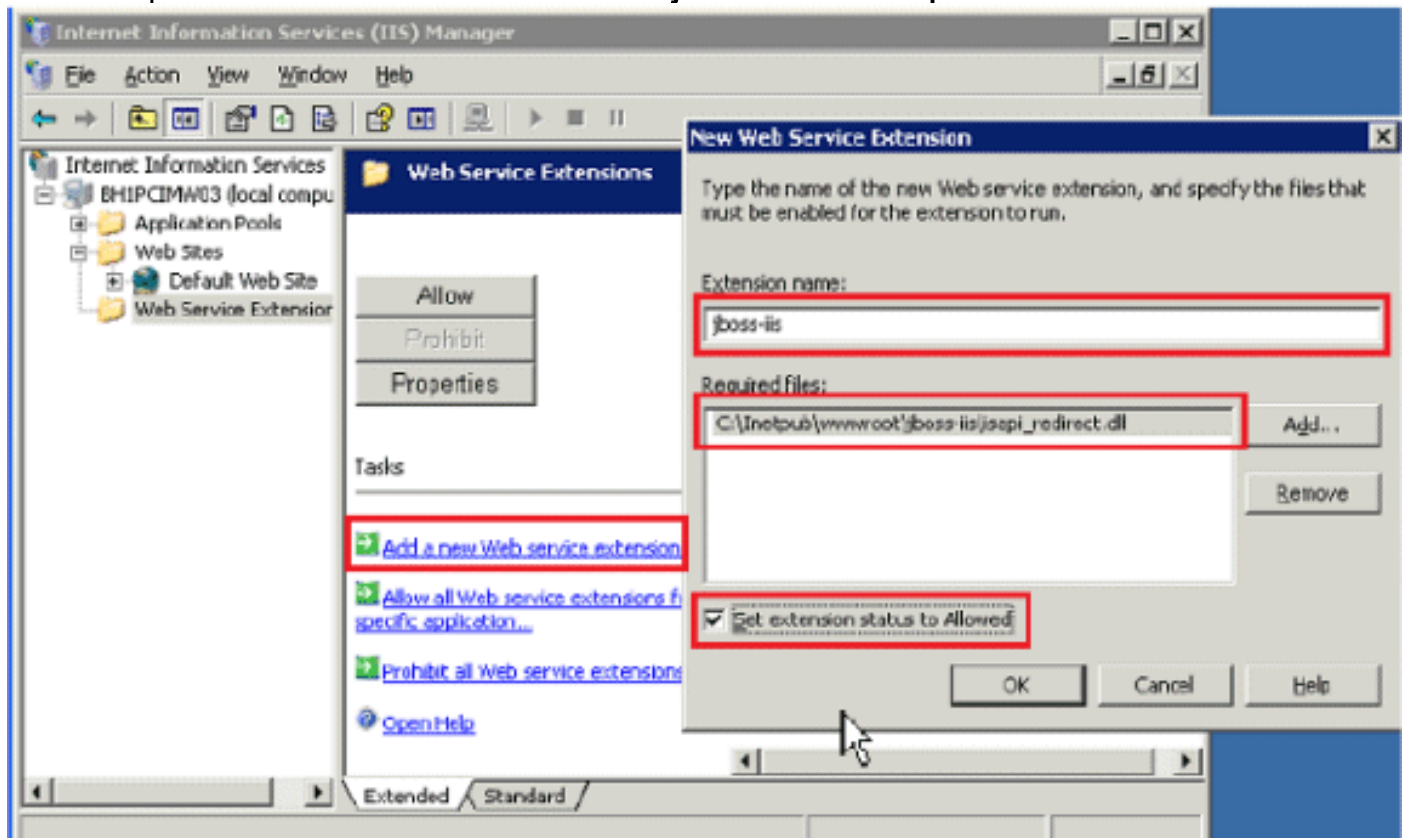 Internet Information Services (IIS) Manager
File Action View Window Help
Internet Information Services
BH1PCIMW03 (local compu
Application Pools
Web Sites
Default Web Site
Web Service Extension
Web Service Extensions
Allow
Prohibit
Properties
Tasks
Add a new Web service extension
Allow all Web service extensions f
specific application...
Prohibit all Web service extensions
Open Help
Extended Standard
New Web Service Extension
Type the name of the new Web service extension, and specify the files that
must be enabled for the extension to run.
Extension name:
jboss-iis
Required files:
C:\Inetpub\wwwroot\jboss-iis\isapi_redirect.dll
Add...
Remove
Set extension status to Allowed
OK Cancel Help